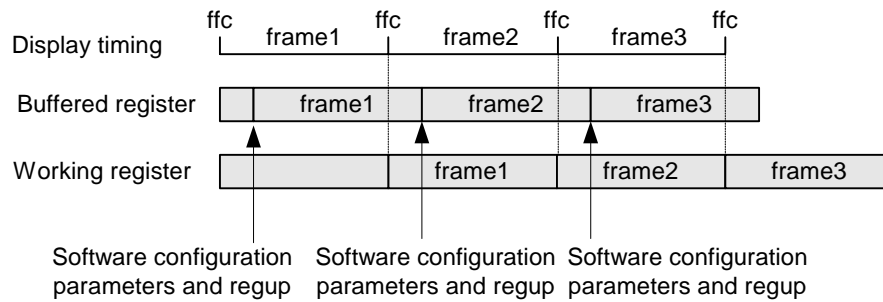 ffc ffc ffc ffc
Display timing frame1 frame2 frame3
Buffered register frame1 frame2 frame3
Working register frame1 frame2 frame3
Software configuration Software configuration Software configuration
parameters and regup parameters and regup parameters and regup